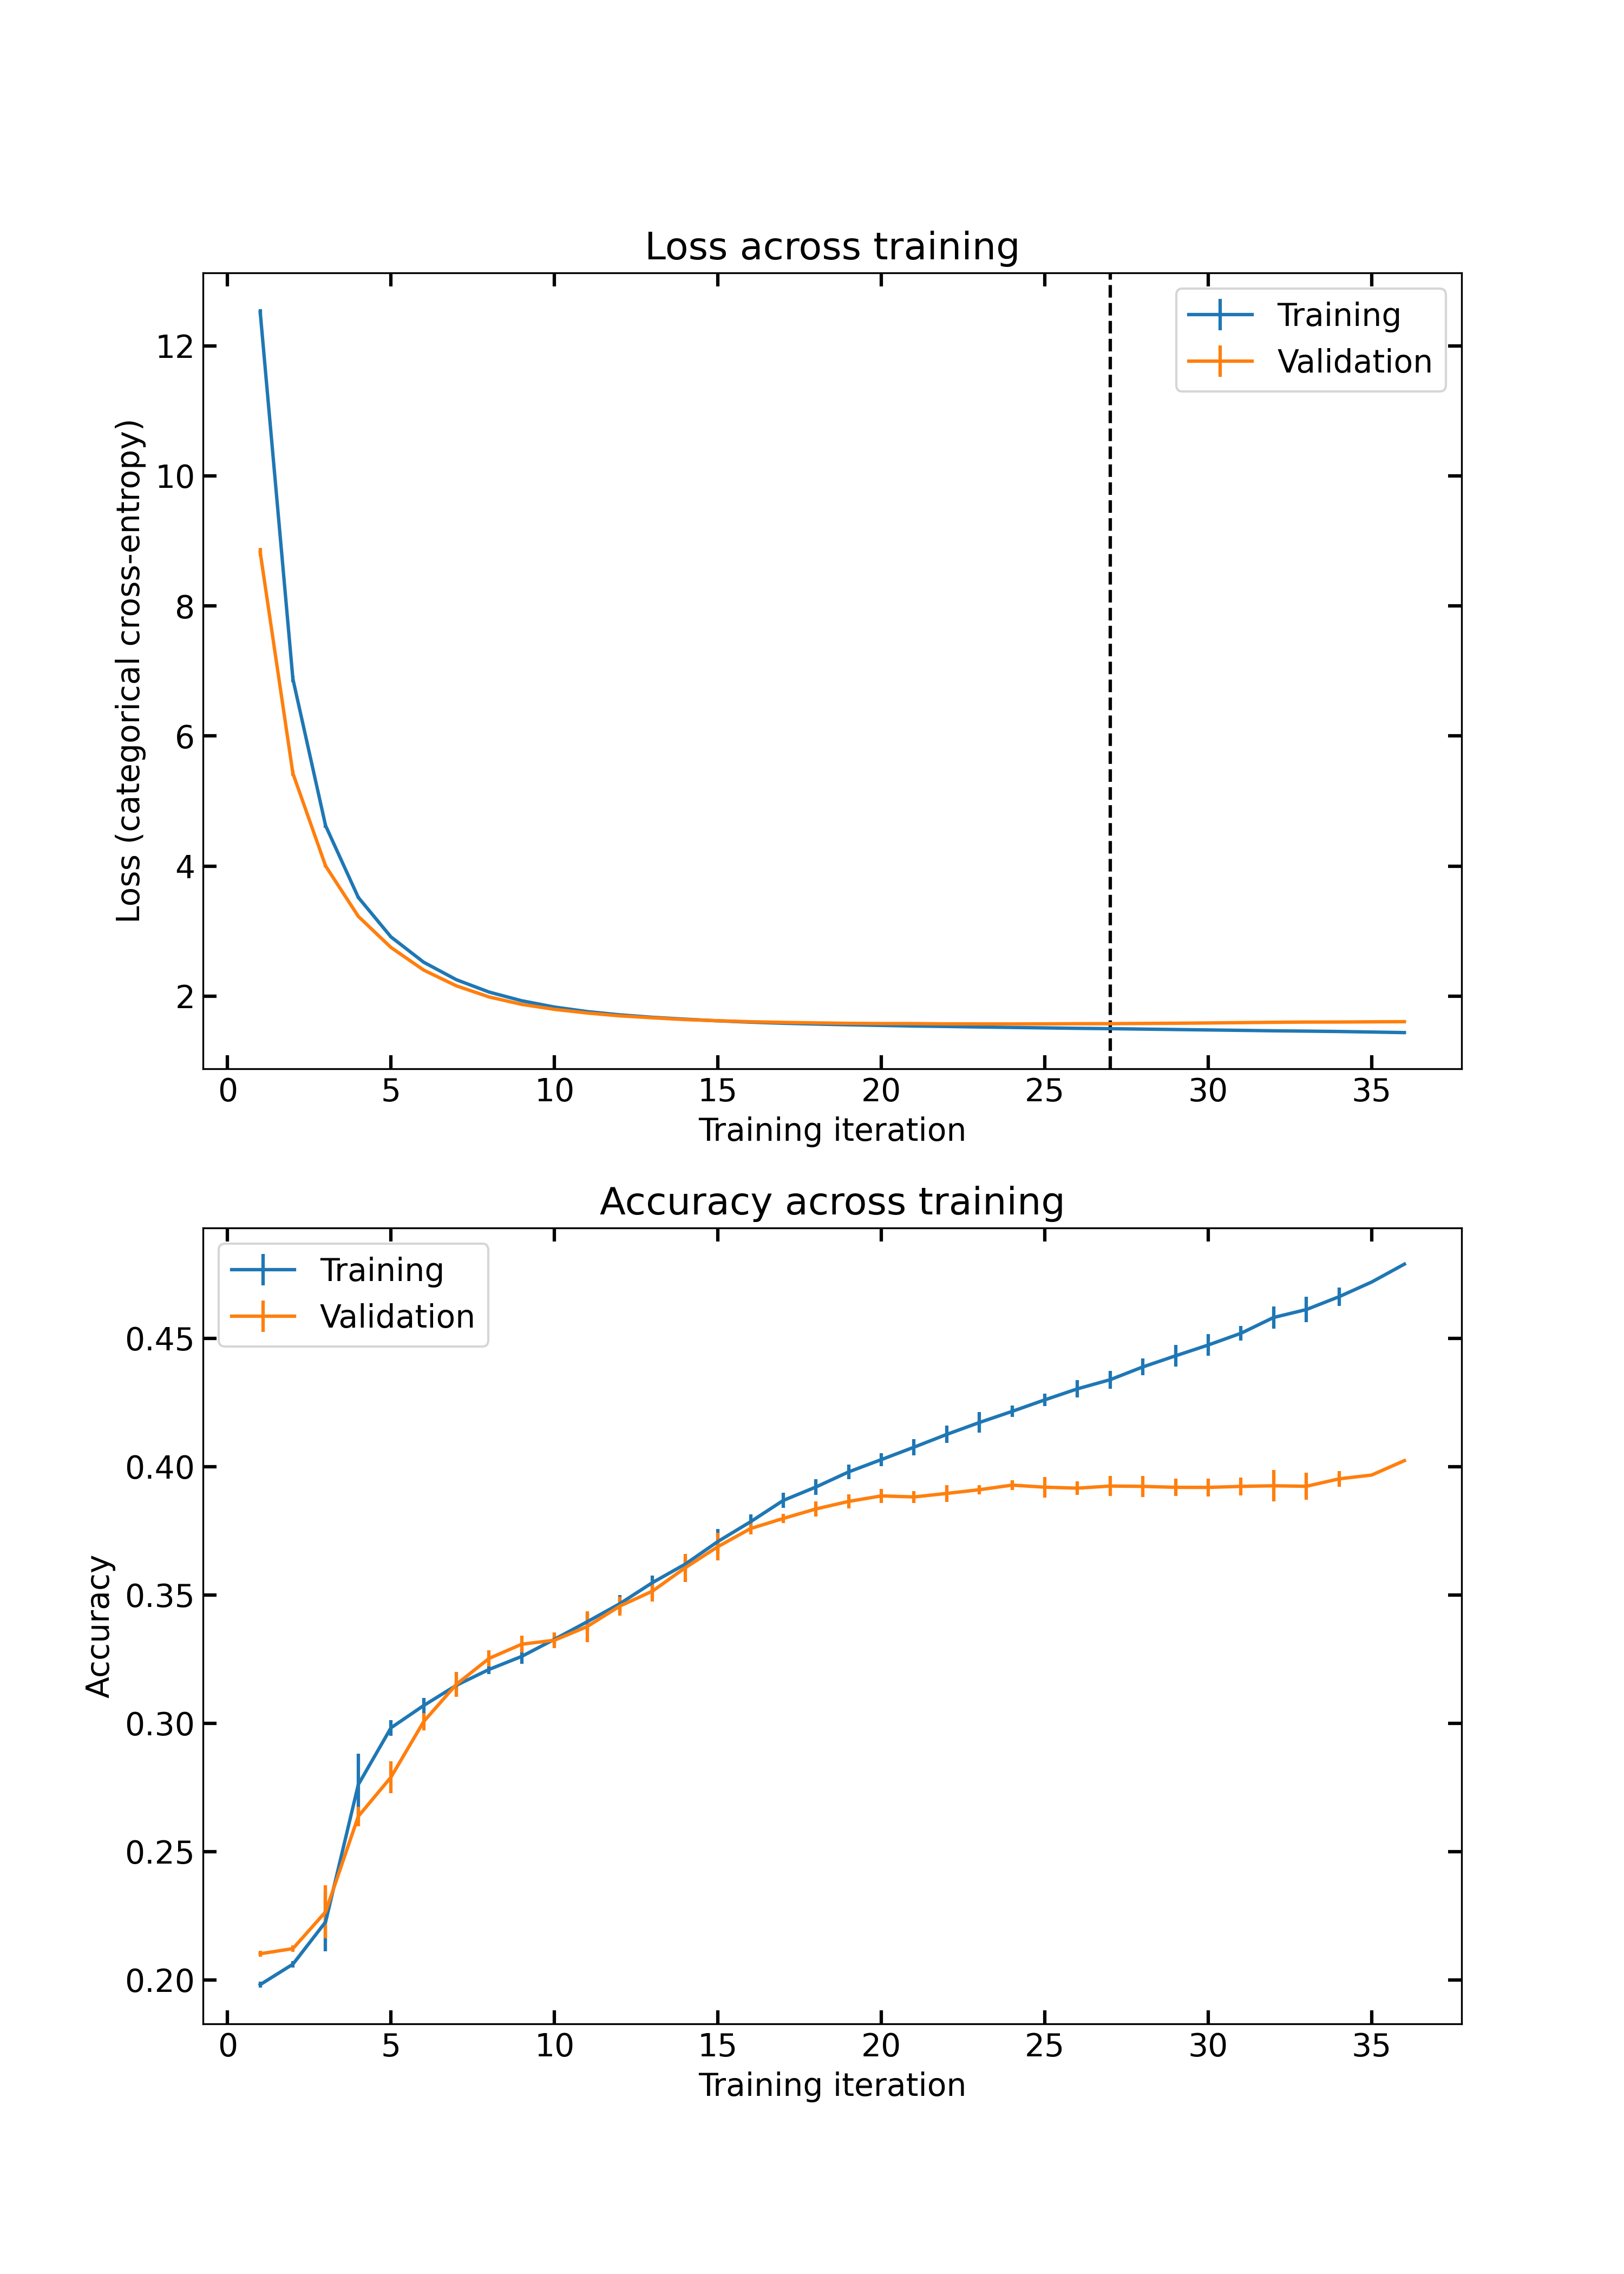 Loss across training
Training
Validation
12
10
8
6
4
2
Loss (categorical cross-entropy)
0 5 10 15 20 25 30 35
Training iteration
Accuracy across training
Training
Validation
0.45
0.40
0.35
0.30
0.25
0.20
Accuracy
0 5 10 15 20 25 30 35
Training iteration